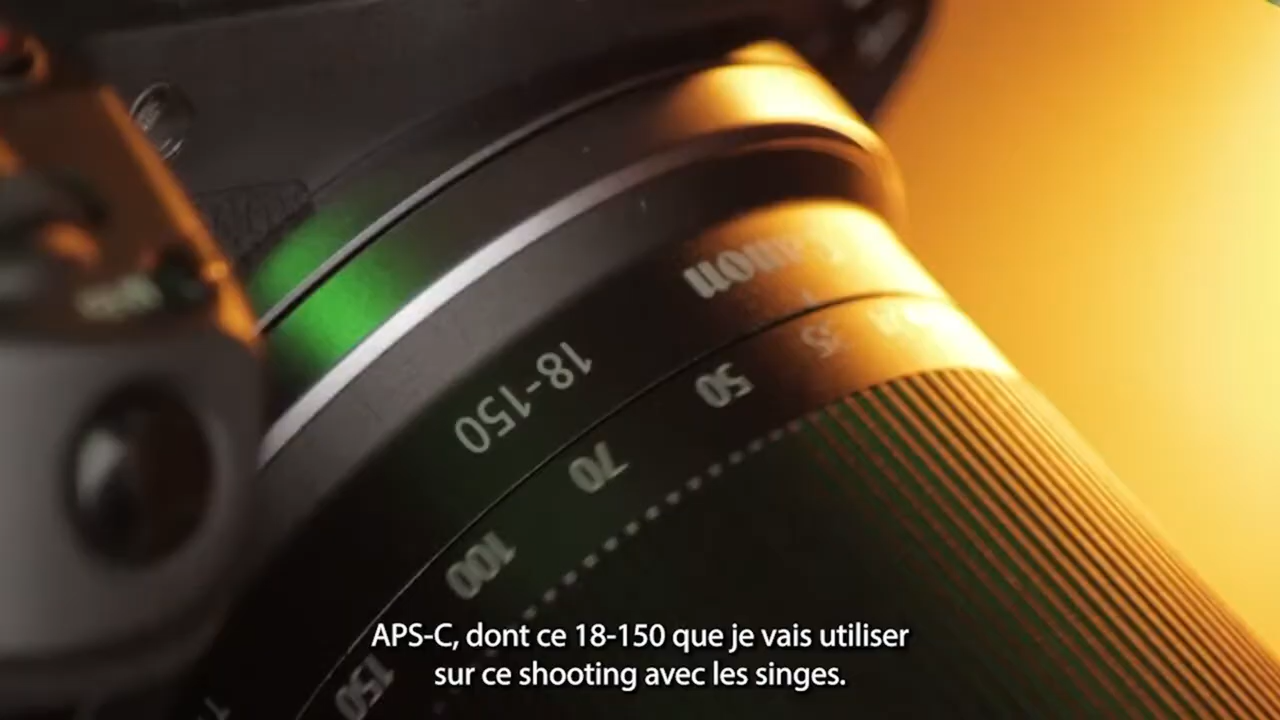 Canon
18-150
35
50
70
100
150
APS-C, dont ce 18-150 que je vais utiliser
sur ce shooting avec les singes.